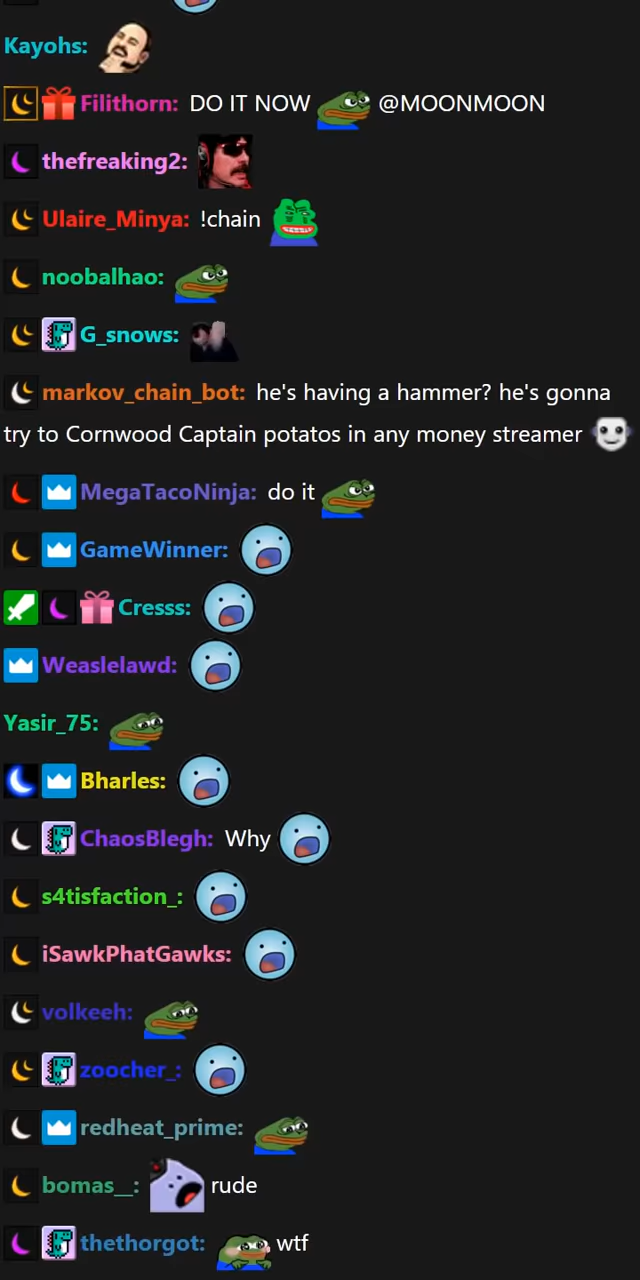 Kayohs:
Filithorn: DO IT NOW @MOONMOON
thefreaking2:
Ulaire_Minya: !chain
noobalhao:
G_snows:
markov_chain_bot: he's having a hammer? he's gonna
try to Cornwood Captain potatos in any money streamer
MegaTacoNinja: do it
GameWinner:
Cresss:
Weaslelawd:
Yasir_75:
Bharles:
ChaosBlegh: Why
s4tisfaction_:
iSawkPhatGawks:
volkeeh:
zoocher_:
redheat_prime:
bomas__: rude
thethorgot: wtf